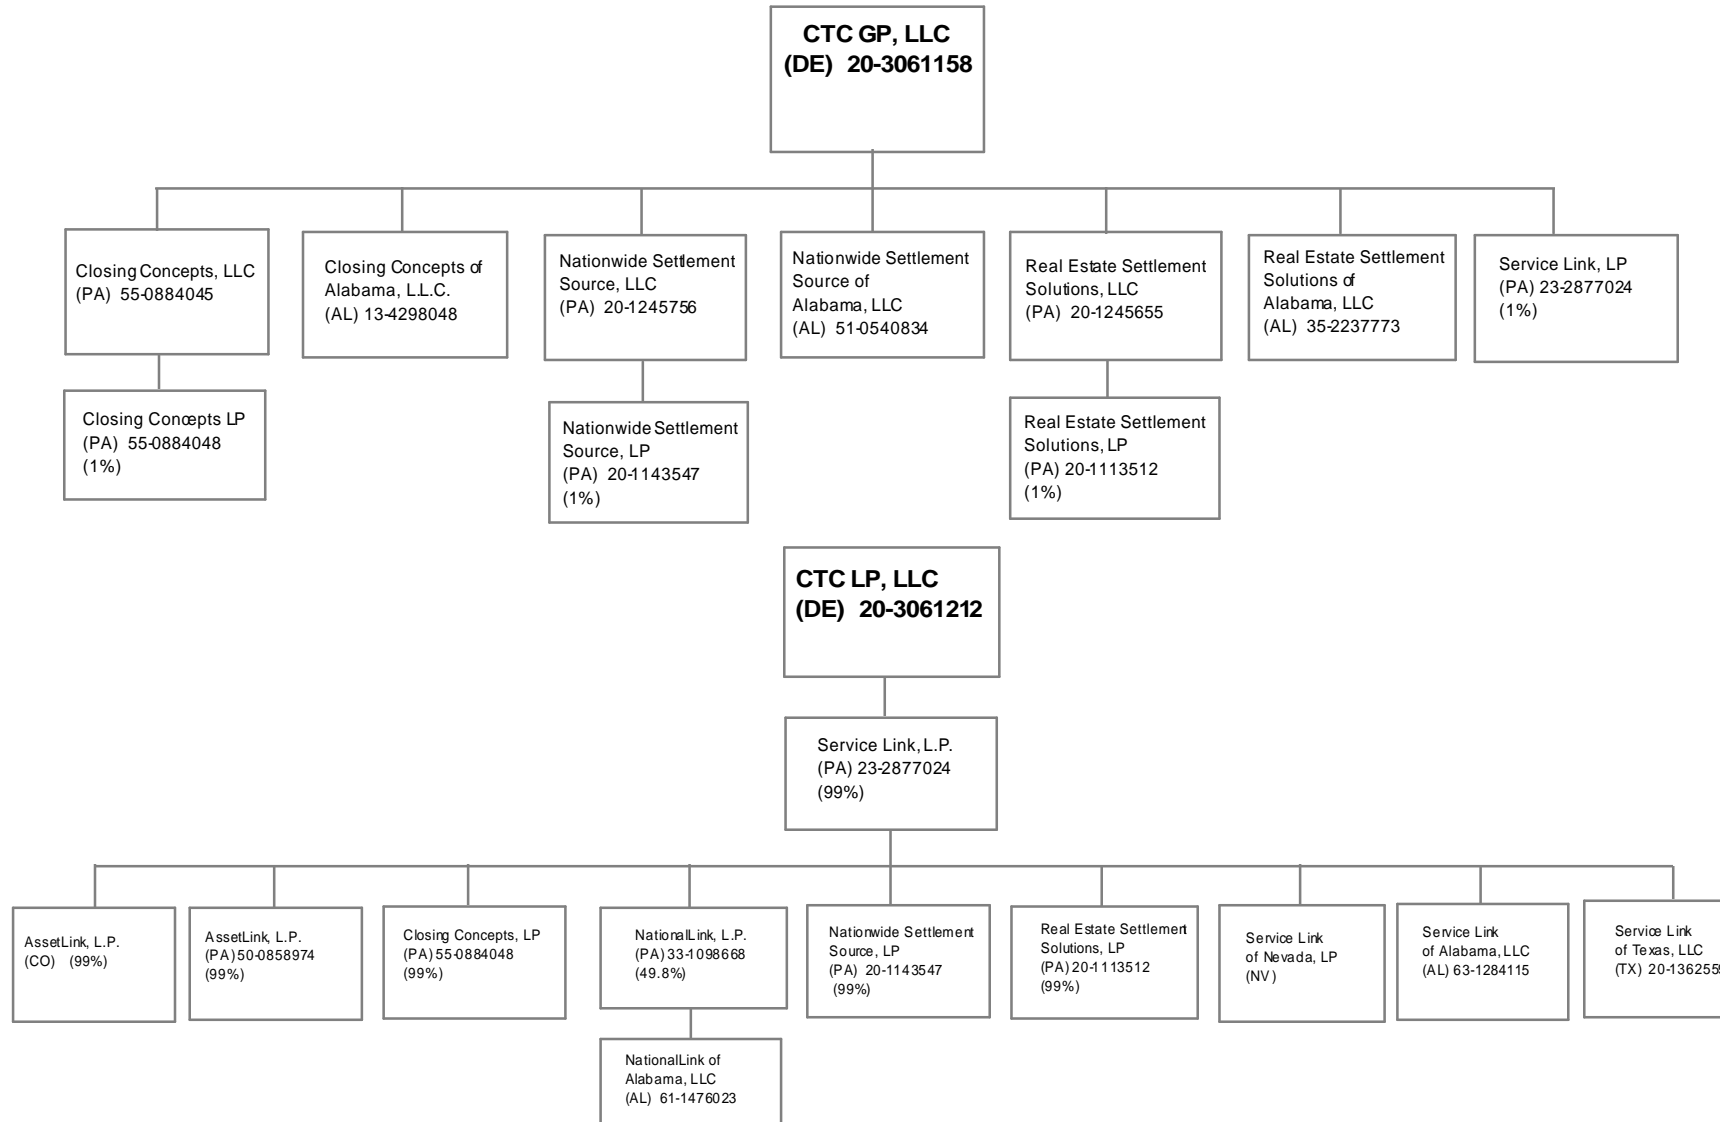 CTC GP, LLC
(DE) 20-3061158
Closing Concepts, LLC
(PA) 55-0884045
Closing Concepts of
Alabama, L.L.C.
(AL) 13-4298048
Nationwide Settlement
Source, LLC
(PA) 20-1245756
Nationwide Settlement
Source of
Alabama, LLC
(AL) 51-0540834
Real Estate Settlement
Solutions, LLC
(PA) 20-1245655
Real Estate Settlement
Solutions of
Alabama, LLC
(AL) 35-2237773
Service Link, LP
(PA) 23-2877024
(1%)
Closing Concepts LP
(PA) 55-0884048
(1%)
Nationwide Settlement
Source, LP
(PA) 20-1143547
(1%)
Real Estate Settlement
Solutions, LP
(PA) 20-1113512
(1%)
CTC LP, LLC
(DE) 20-3061212
Service Link, L.P.
(PA) 23-2877024
(99%)
AssetLink, L.P.
(CO) (99%)
AssetLink, L.P.
(PA) 50-0858974
(99%)
Closing Concepts, LP
(PA) 55-0884048
(99%)
NationalLink, L.P.
(PA) 33-1098668
(49.8%)
Nationwide Settlement
Source, LP
(PA) 20-1143547
(99%)
Real Estate Settlement
Solutions, LP
(PA) 20-1113512
(99%)
Service Link
of Nevada, LP
(NV)
Service Link
of Alabama, LLC
(AL) 63-1284115
Service Link
of Texas, LLC
(TX) 20-1362555
NationalLink of
Alabama, LLC
(AL) 61-1476023